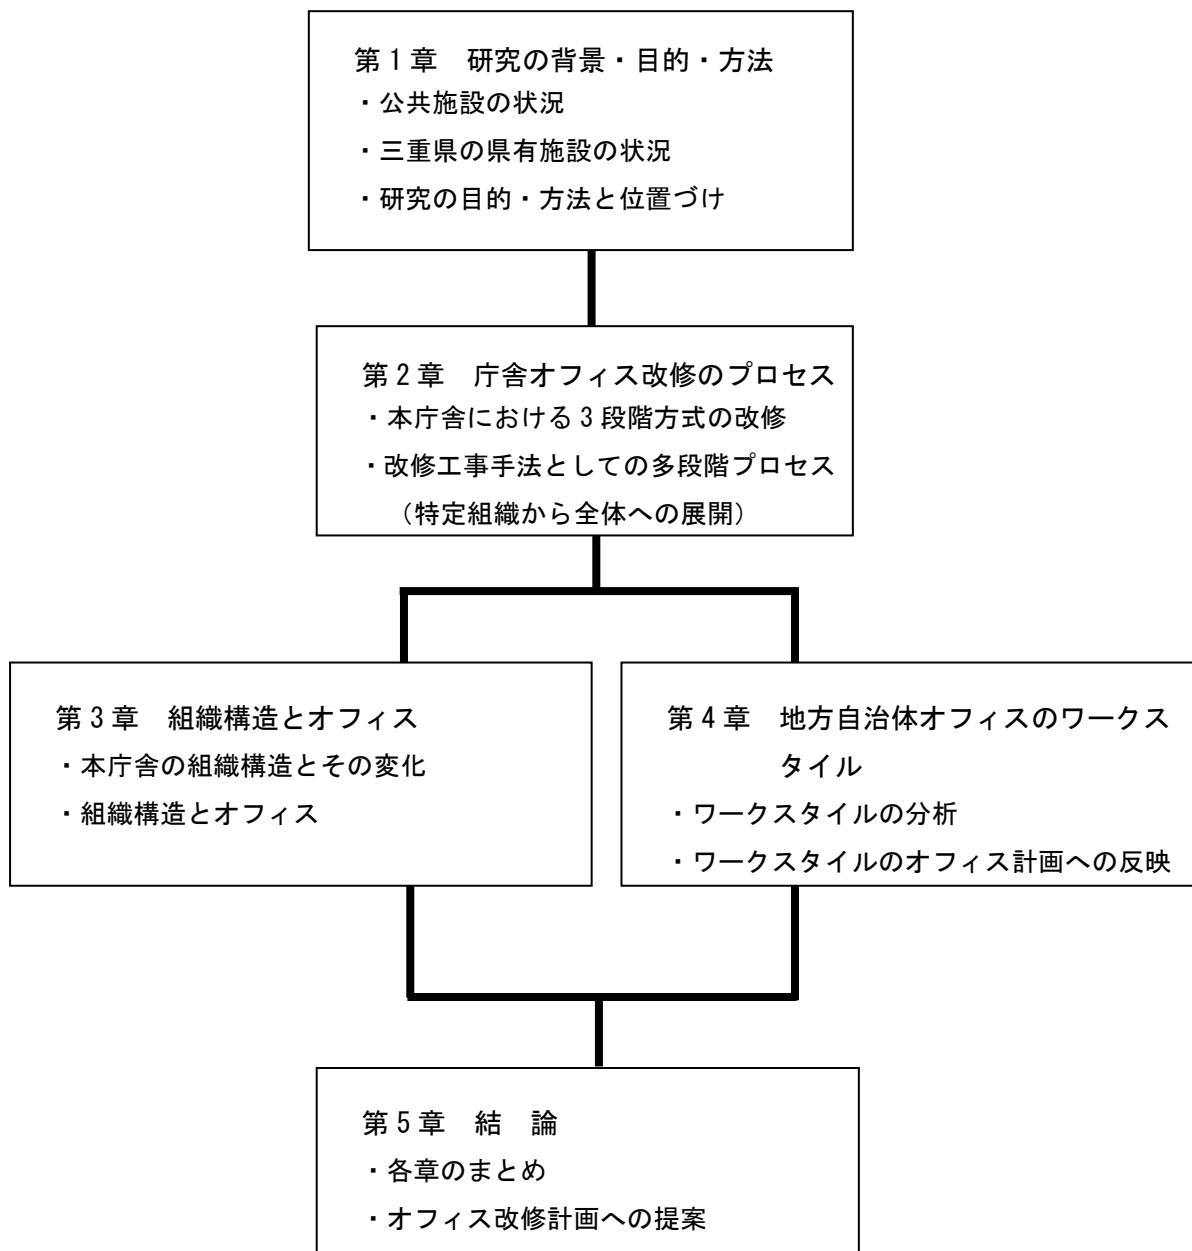 第1章　研究の背景・目的・方法
・公共施設の状況
・三重県の県有施設の状況
・研究の目的・方法と位置づけ
第2章　庁舎オフィス改修のプロセス
・本庁舎における3段階方式の改修
・改修工事手法としての多段階プロセス
（特定組織から全体への展開）
第3章　組織構造とオフィス
・本庁舎の組織構造とその変化
・組織構造とオフィス
第4章　地方自治体オフィスのワークス
タイル
・ワークスタイルの分析
・ワークスタイルのオフィス計画への反映
第5章　結　論
・各章のまとめ
・オフィス改修計画への提案